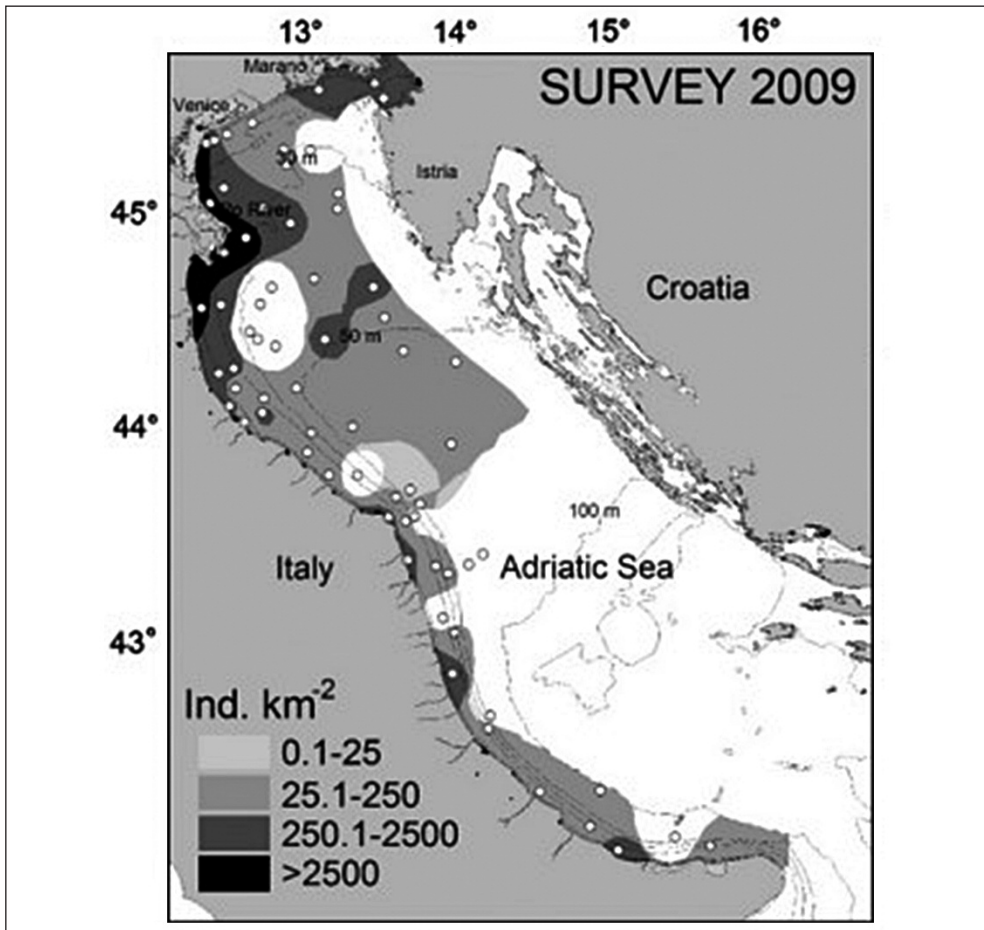 13° 14° 15° 16°
Marano
SURVEY 2009
Venice
30 m
Istria
45°
Po River
Croatia
50 m
44°
100 m
Italy
Adriatic Sea
43°
Ind. km-2
0.1-25
25.1-250
250.1-2500
>2500